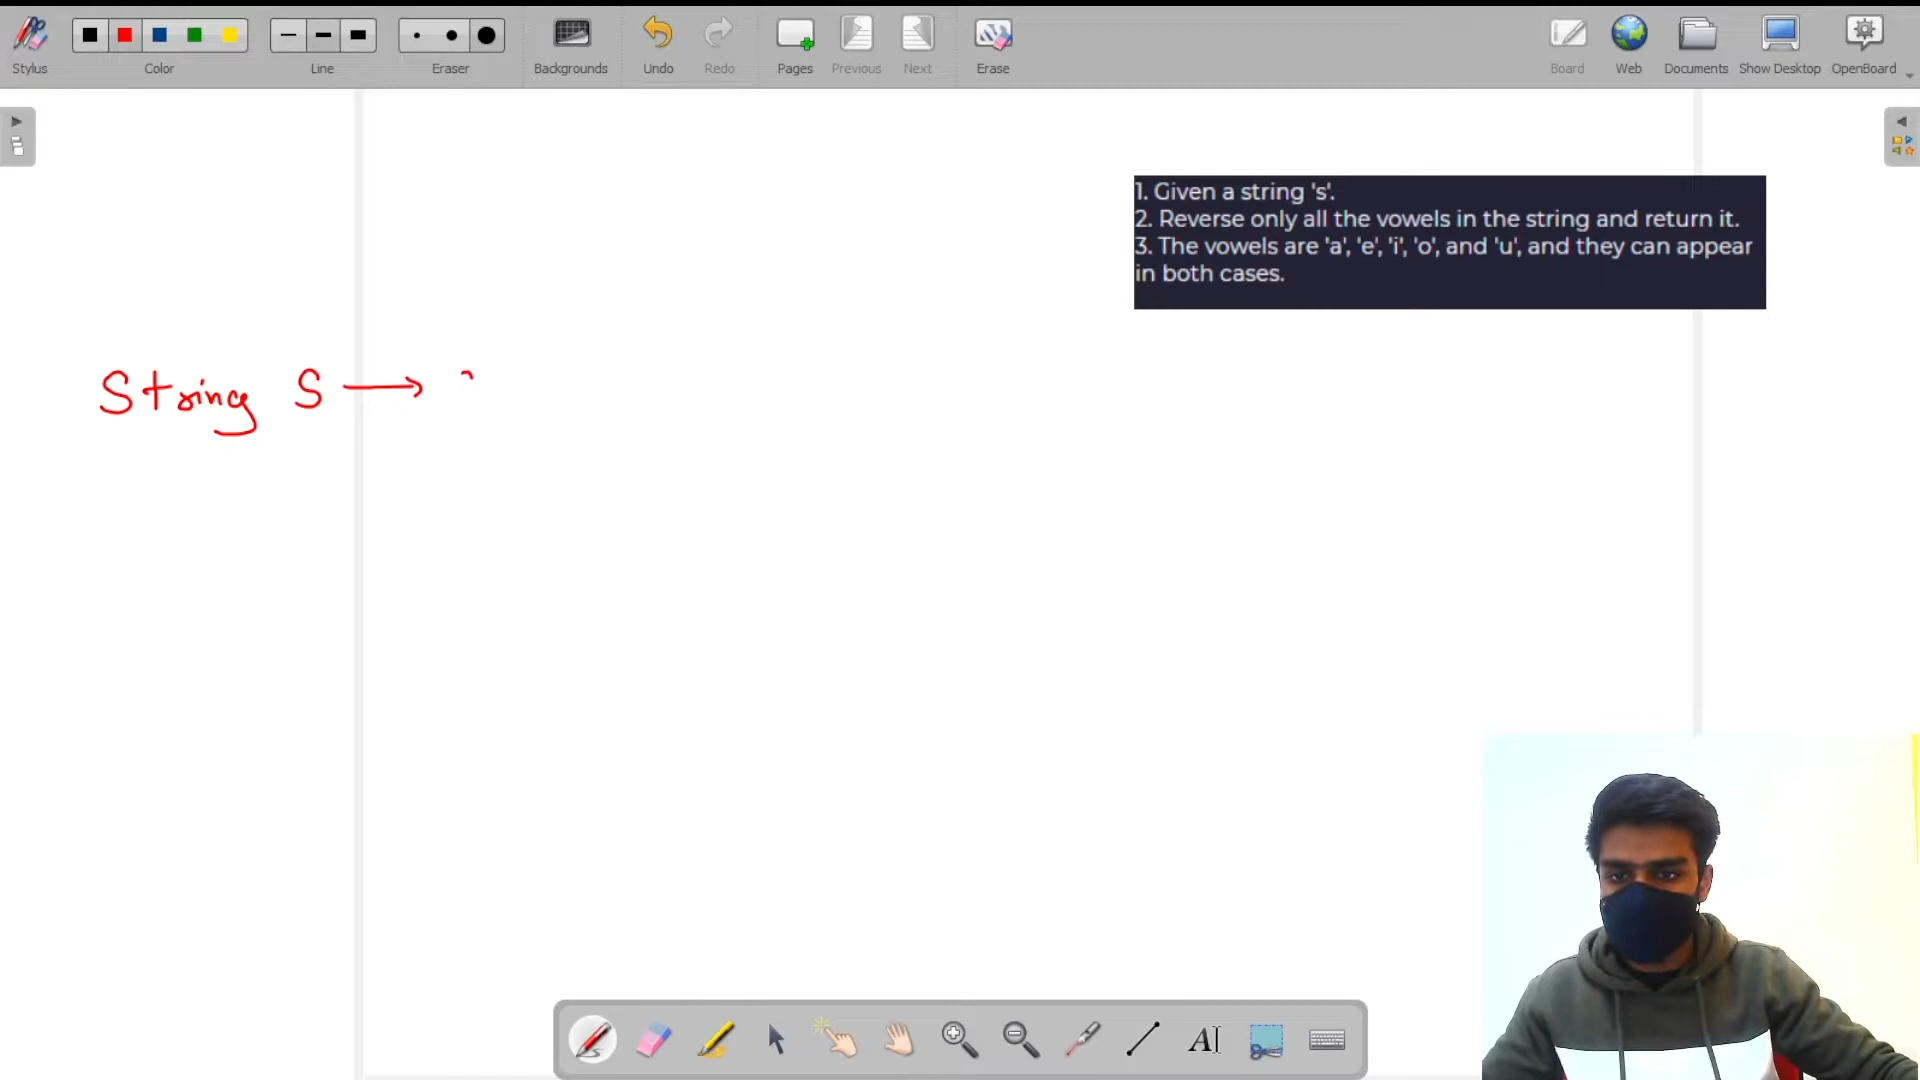 Stylus
Color
Line
Eraser
Backgrounds
Undo
Redo
Pages
Previous
Next
Erase
Board
Web
Documents
Show Desktop
OpenBoard
1. Given a string 's'.
2. Reverse only all the vowels in the string and return it.
3. The vowels are 'a', 'e', 'i', 'o', and 'u', and they can appear
in both cases.
String S →
A